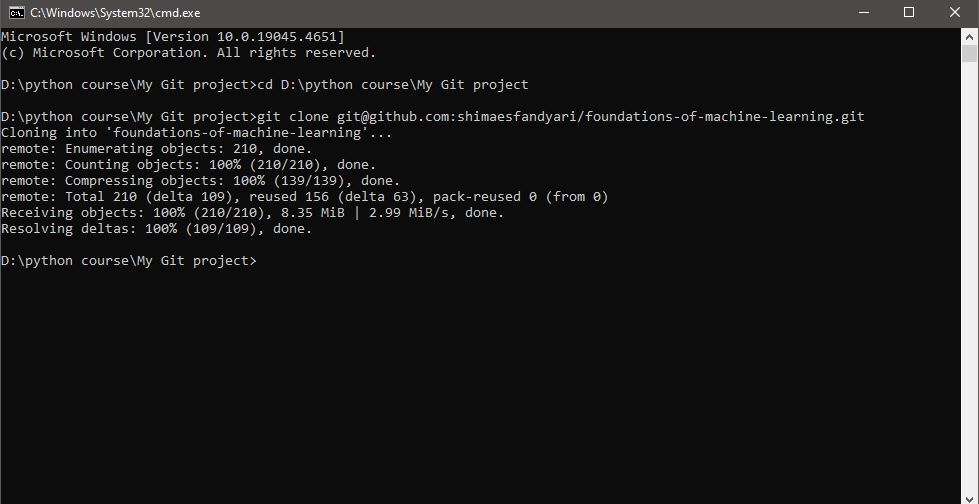 C:\Windows\System32\cmd.exe
Microsoft Windows [Version 10.0.19045.4651]
(c) Microsoft Corporation. All rights reserved.
D:\python course\My Git project>cd D:\python course\My Git project
D:\python course\My Git project>git clone git@github.com:shimaesfandyari/foundations-of-machine-learning.git
Cloning into 'foundations-of-machine-learning'...
remote: Enumerating objects: 210, done.
remote: Counting objects: 100% (210/210), done.
remote: Compressing objects: 100% (139/139), done.
remote: Total 210 (delta 109), reused 156 (delta 63), pack-reused 0 (from 0)
Receiving objects: 100% (210/210), 8.35 MiB | 2.99 MiB/s, done.
Resolving deltas: 100% (109/109), done.
D:\python course\My Git project>